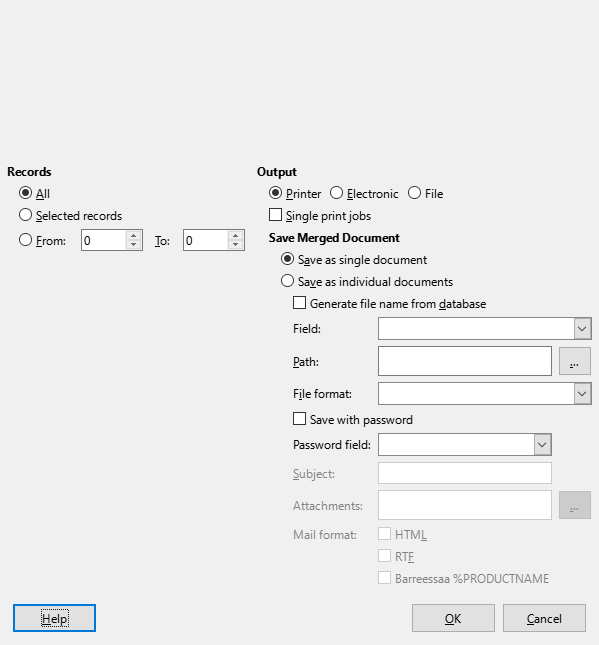 Records
All
Selected records
From: 0 To: 0
Output
Printer Electronic File
Single print jobs
Save Merged Document
Save as single document
Save as individual documents
Generate file name from database
Field:
Path: ...
File format:
Save with password
Password field:
Subject:
Attachments: ...
Mail format: HTML
RTF
Barreessaa %PRODUCTNAME
Help OK Cancel